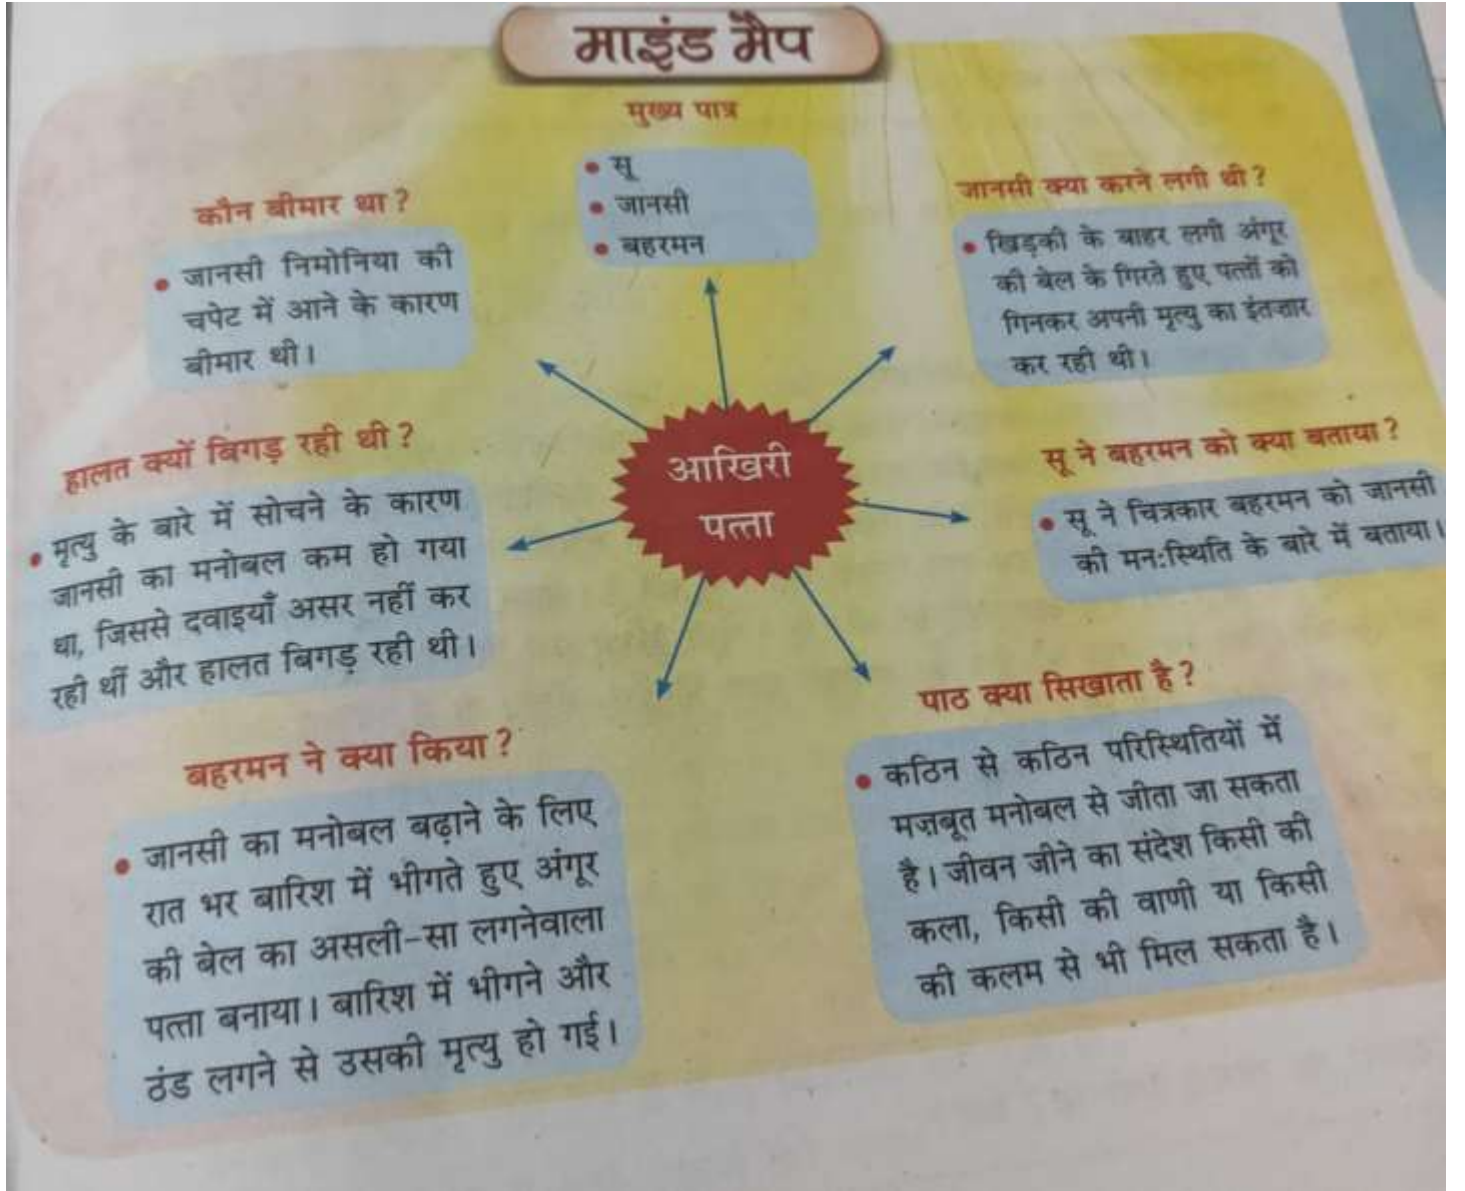 माइंड मैप
मुख्य पात्र
• सू
• जानसी
• बहरमन
कौन बीमार था?
• जानसी निमोनिया की
चपेट में आने के कारण
बीमार थी।
जानसी क्या करने लगी थी?
• खिड़की के बाहर लगी अंगूर
की बेल के गिरते हुए पत्तों को
गिनकर अपनी मृत्यु का इंतज़ार
कर रही थी।
हालत क्यों बिगड़ रही थी?
• मृत्यु के बारे में सोचने के कारण
जानसी का मनोबल कम हो गया
था, जिससे दवाइयाँ असर नहीं कर
रही थीं और हालत बिगड़ रही थी।
आखिरी
पत्ता
सू ने बहरमन को क्या बताया?
• सू ने चित्रकार बहरमन को जानसी
की मन:स्थिति के बारे में बताया।
बहरमन ने क्या किया?
• जानसी का मनोबल बढ़ाने के लिए
रात भर बारिश में भीगते हुए अंगूर
की बेल का असली-सा लगनेवाला
पत्ता बनाया। बारिश में भीगने और
ठंड लगने से उसकी मृत्यु हो गई।
पाठ क्या सिखाता है?
• कठिन से कठिन परिस्थितियों में
मज़बूत मनोबल से जीता जा सकता
है। जीवन जीने का संदेश किसी की
कला, किसी की वाणी या किसी
की कलम से भी मिल सकता है।